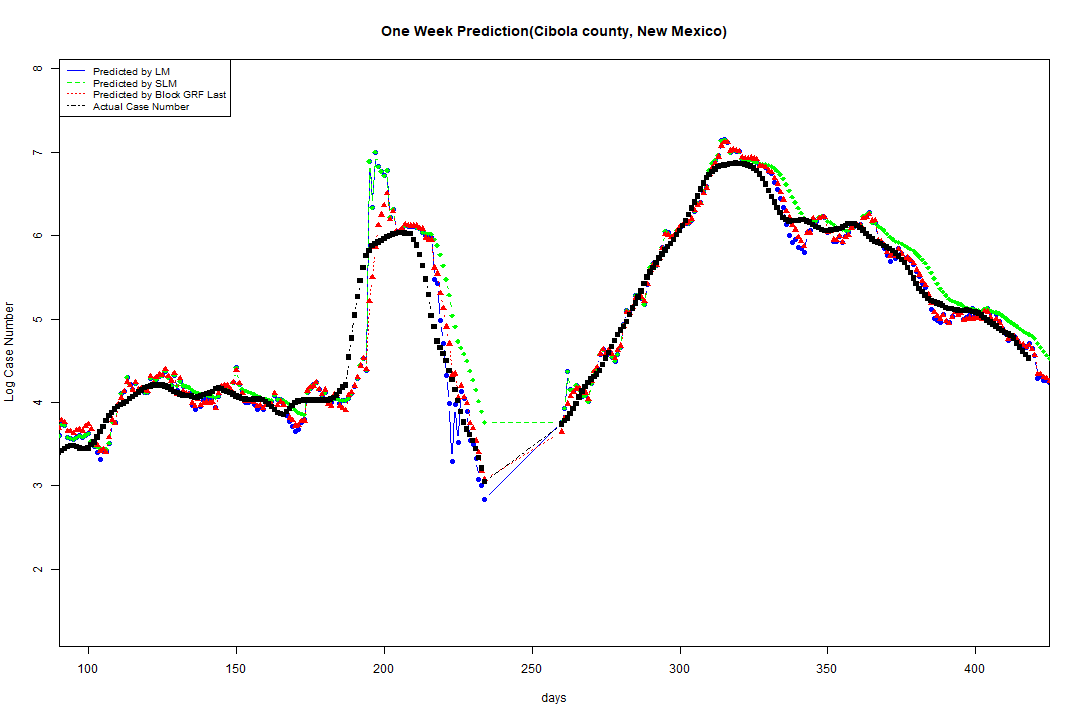 One Week Prediction(Cibola county, New Mexico)
Predicted by LM
Predicted by SLM
Predicted by Block GRF Last
Actual Case Number
8
7
6
5
4
3
2
Log Case Number
100 150 200 250 300 350 400
days